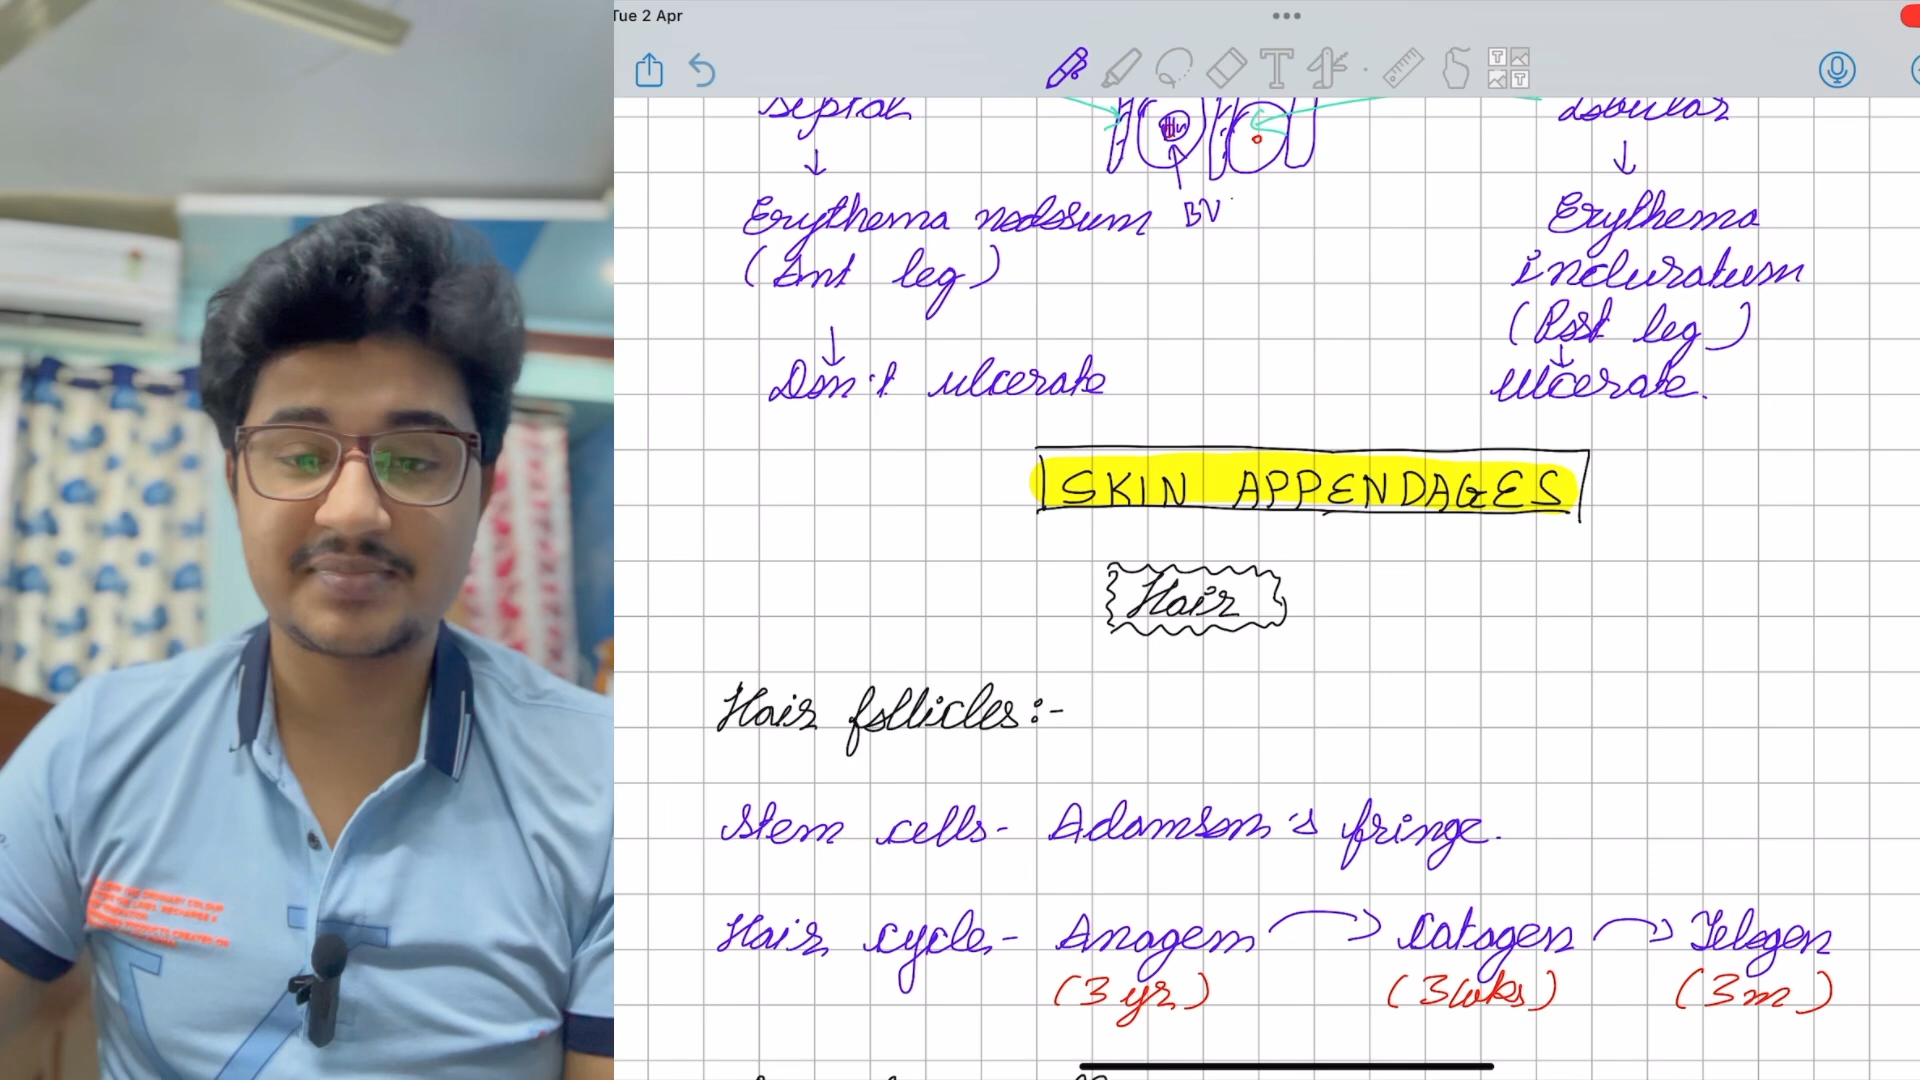 Tue 2 Apr
Septal
Lobular
Erythema nodosum
BV
Erythema
(Ant leg)
induratum
(Post leg)
Don't ulcerate
ulcerate.
SKIN APPENDAGES
Hair
Hair follicles:-
Stem cells- Adamson's fringe.
Hair cycle- Anagen → Catagen → Telogen
(3 yr) (3 wks) (3m)